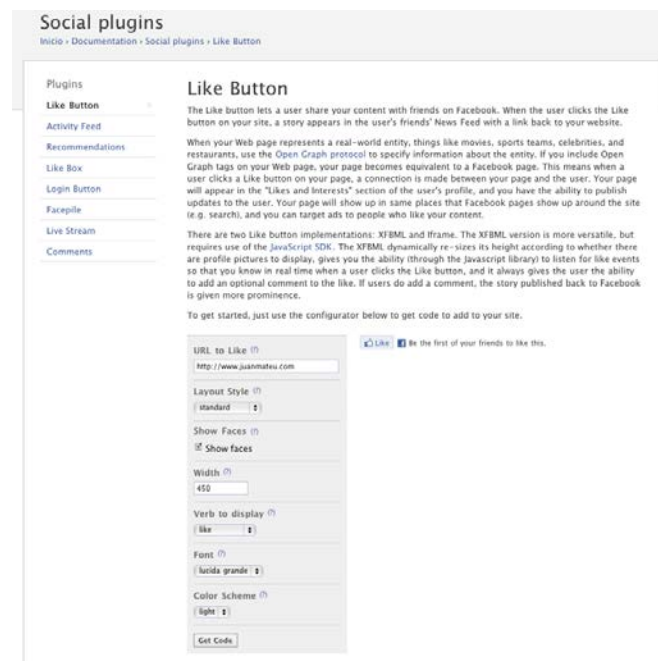 Social plugins
Inicio › Documentation › Social plugins › Like Button
Plugins
Like Button
Activity Feed
Recommendations
Like Box
Login Button
Facepile
Live Stream
Comments
Like Button
The Like button lets a user share your content with friends on Facebook. When the user clicks the Like
button on your site, a story appears in the user's friends' News Feed with a link back to your website.
When your Web page represents a real-world entity, things like movies, sports teams, celebrities, and
restaurants, use the Open Graph protocol to specify information about the entity. If you include Open
Graph tags on your Web page, your page becomes equivalent to a Facebook page. This means when a
user clicks a Like button on your page, a connection is made between your page and the user. Your page
will appear in the "Likes and Interests" section of the user's profile, and you have the ability to publish
updates to the user. Your page will show up in same places that Facebook pages show up around the site
(e.g. search), and you can target ads to people who like your content.
There are two Like button implementations: XFBML and Iframe. The XFBML version is more versatile, but
requires use of the JavaScript SDK. The XFBML dynamically re-sizes its height according to whether there
are profile pictures to display, gives you the ability (through the Javascript library) to listen for like events
so that you know in real time when a user clicks the Like button, and it always gives the user the ability
to add an optional comment to the like. If users do add a comment, the story published back to Facebook
is given more prominence.
To get started, just use the configurator below to get code to add to your site.
URL to Like (?)
http://www.juanmateu.com
Layout Style (?)
standard
Show Faces (?)
Show faces
Width (?)
450
Verb to display (?)
like
Font (?)
lucida grande
Color Scheme (?)
light
Get Code
Like Be the first of your friends to like this.